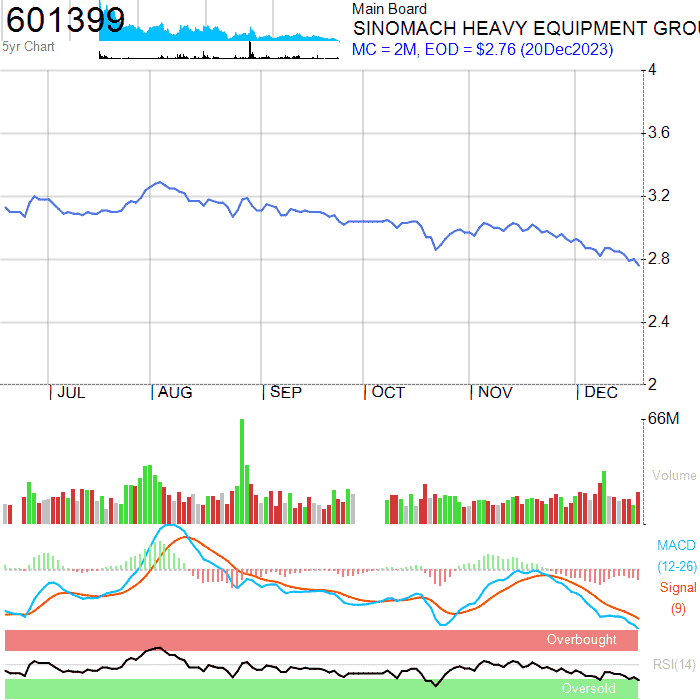 601399
5yr Chart
Main Board
SINOMACH HEAVY EQUIPMENT GROU
MC = 2M, EOD = $2.76 (20Dec2023)
4
3.6
3.2
2.8
2.4
2
JUL AUG SEP OCT NOV DEC
66M
Volume
MACD
(12-26)
Signal
(9)
Overbought
RSI(14)
Oversold